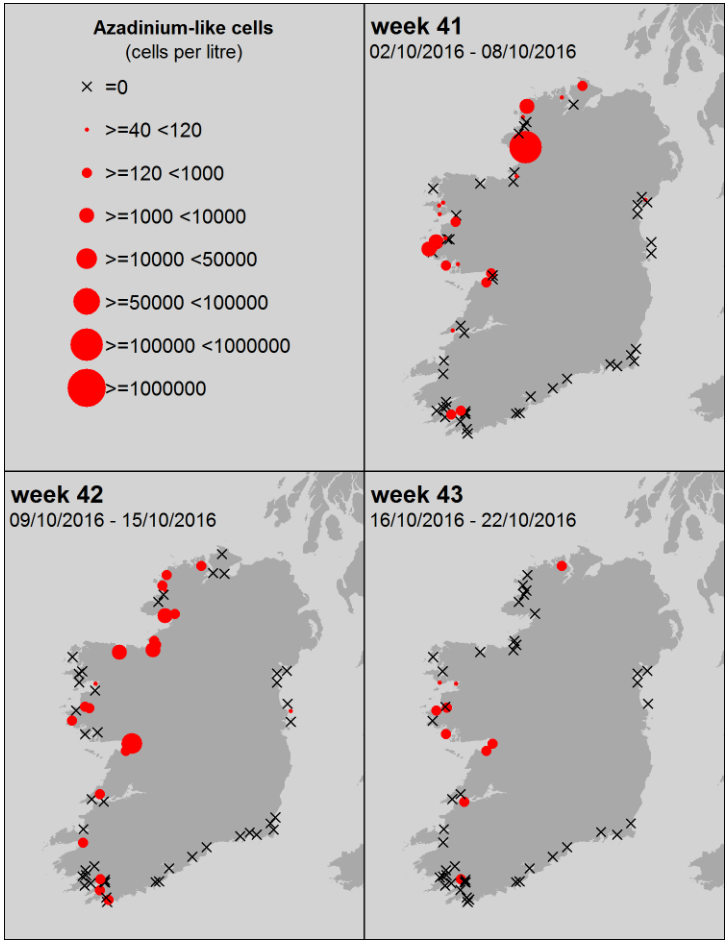 Azadinium-like cells
(cells per litre)
=0
>=40 <120
>=120 <1000
>=1000 <10000
>=10000 <50000
>=50000 <100000
>=100000 <1000000
>=1000000
week 41
02/10/2016 - 08/10/2016
week 42
09/10/2016 - 15/10/2016
week 43
16/10/2016 - 22/10/2016